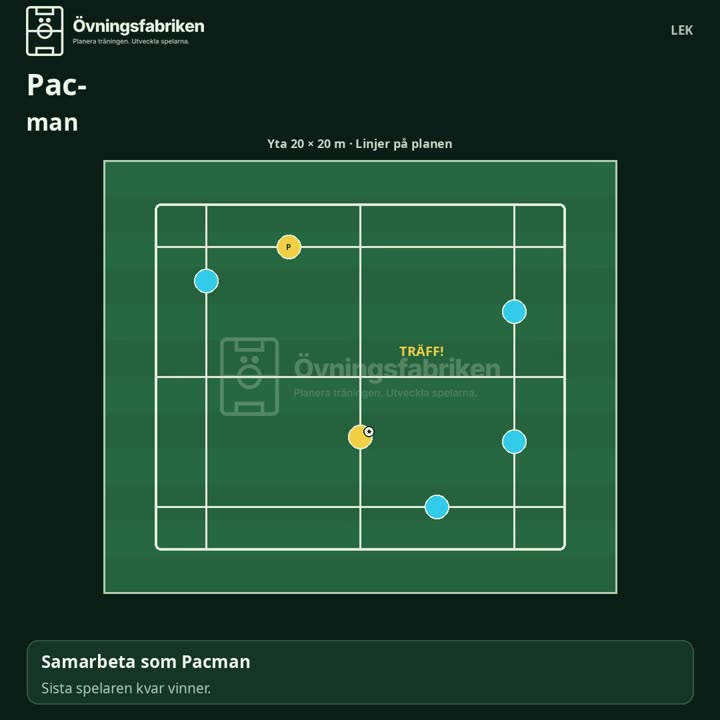 Övningsfabriken
Planera träningen. Utveckla spelarna.
LEK
Pac-
man
Yta 20 × 20 m · Linjer på planen
P
TRÄFF!
Övningsfabriken
Planera träningen. Utveckla spelarna.
Samarbeta som Pacman
Sista spelaren kvar vinner.